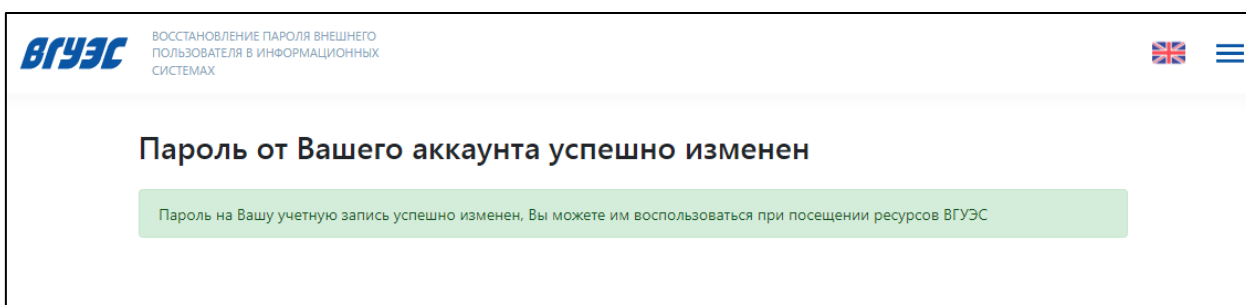 ВГУЭС
ВОССТАНОВЛЕНИЕ ПАРОЛЯ ВНЕШНЕГО
ПОЛЬЗОВАТЕЛЯ В ИНФОРМАЦИОННЫХ
СИСТЕМАХ
Пароль от Вашего аккаунта успешно изменен
Пароль на Вашу учетную запись успешно изменен, Вы можете им воспользоваться при посещении ресурсов ВГУЭС